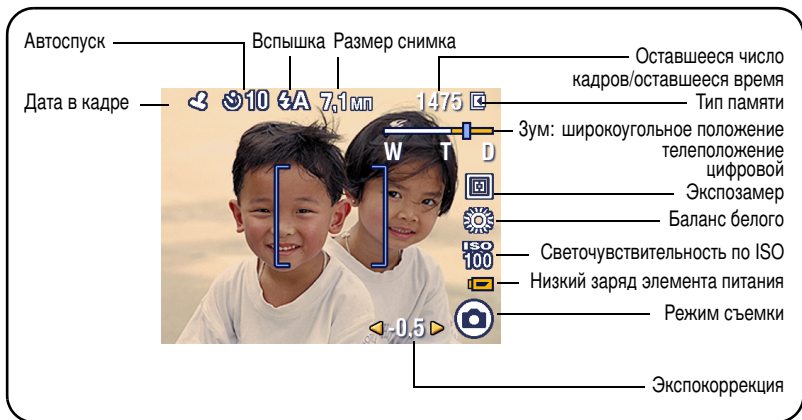 Автоспуск
Вспышка
Размер снимка
Оставшееся число
кадров/оставшееся время
Дата в кадре
10 A 7,1 МП 1475
Тип памяти
Зум: широкоугольное положение
телеположение
цифровой
W T D
Экспозамер
Баланс белого
ISO
100
Светочувствительность по ISO
Низкий заряд элемента питания
Режим съемки
-0,5
Экспокоррекция